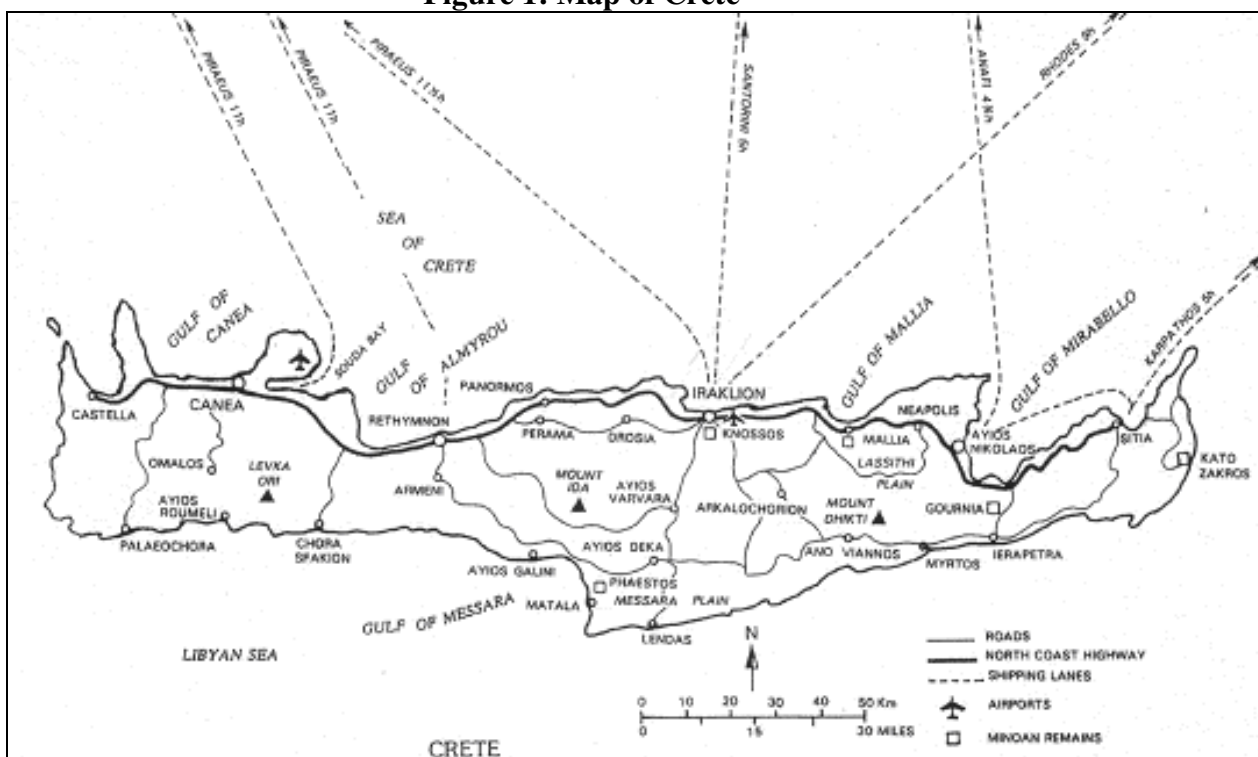 Figure 1: Map of Crete
PIRAEUS 11h
PIRAEUS 11h
PIRAEUS 11½h
SANTORINI 6h
ANAFI 4½h
RHODES 9h
SEA
OF
CRETE
GULF OF
CANEA
SOUDA BAY
GULF
OF ALMYROU
GULF OF MALLIA
GULF OF MIRABELLO
KARPATHOS 5h
PANORMOS
IRAKLION
NEAPOLIS
CASTELLA
CANEA
RETHYMNON
PERAMA
DROSIA
KNOSSOS
MALLIA
AYIOS
NIKOLAOS
SITIA
OMALOS
LEVKA
ORI
LASSITHI
PLAIN
KATO
ZAKROS
ARMENI
MOUNT
IDA
AYIOS
VARVARA
ARKALOCHORION
MOUNT
DHIKTI
GOURNIA
AYIOS
ROUMELI
PALAEOCHORA
CHORA
SFAKION
AYIOS GALINI
AYIOS DEKA
ANO VIANNOS
MYRTOS
IERAPETRA
PHAESTOS
MATALA
MESSARA PLAIN
GULF OF MESSARA
LENDAS
LIBYAN SEA
N
0 10 20 30 40 50 Km
0 15 30 MILES
ROADS
NORTH COAST HIGHWAY
SHIPPING LANES
AIRPORTS
MINOAN REMAINS
CRETE